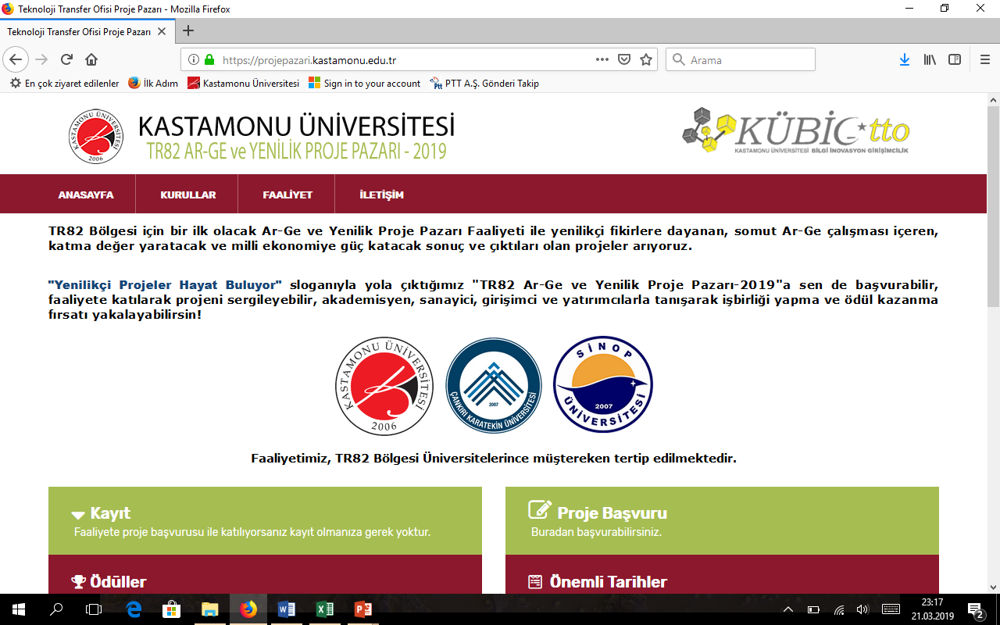 Teknoloji Transfer Ofisi Proje Pazarı - Mozilla Firefox
Teknoloji Transfer Ofisi Proje Pazarı
https://projepazari.kastamonu.edu.tr
Arama
En çok ziyaret edilenler
İlk Adım
Kastamonu Üniversitesi
Sign in to your account
Ptt
PTT A.Ş. Gönderi Takip
KASTAMONU ÜNİVERSİTESİ
2006
KASTAMONU ÜNİVERSİTESİ
TR82 AR-GE ve YENİLİK PROJE PAZARI - 2019
KÜBİG tto
KASTAMONU ÜNİVERSİTESİ BİLGİ İNOVASYON GİRİŞİMCİLİK
ANASAYFA
KURULLAR
FAALİYET
İLETİŞİM
TR82 Bölgesi için bir ilk olacak Ar-Ge ve Yenilik Proje Pazarı Faaliyeti ile yenilikçi fikirlere dayanan, somut Ar-Ge çalışması içeren,
katma değer yaratacak ve milli ekonomiye güç katacak sonuç ve çıktıları olan projeler arıyoruz.
"Yenilikçi Projeler Hayat Buluyor" sloganıyla yola çıktığımız "TR82 Ar-Ge ve Yenilik Proje Pazarı-2019"a sen de başvurabilir,
faaliyete katılarak projeni sergileyebilir, akademisyen, sanayici, girişimci ve yatırımcılarla tanışarak işbirliği yapma ve ödül kazanma
fırsatı yakalayabilirsin!
KASTAMONU ÜNİVERSİTESİ
2006
2007
ÇANKIRI KARATEKİN ÜNİVERSİTESİ
SİNOP
2007
ÜNİVERSİTESİ
Faaliyetimiz, TR82 Bölgesi Üniversitelerince müştereken tertip edilmektedir.
Kayıt
Faaliyete proje başvurusu ile katılıyorsanız kayıt olmanıza gerek yoktur.
Proje Başvuru
Buradan başvurabilirsiniz.
Ödüller
Önemli Tarihler
23:17
21.03.2019
2